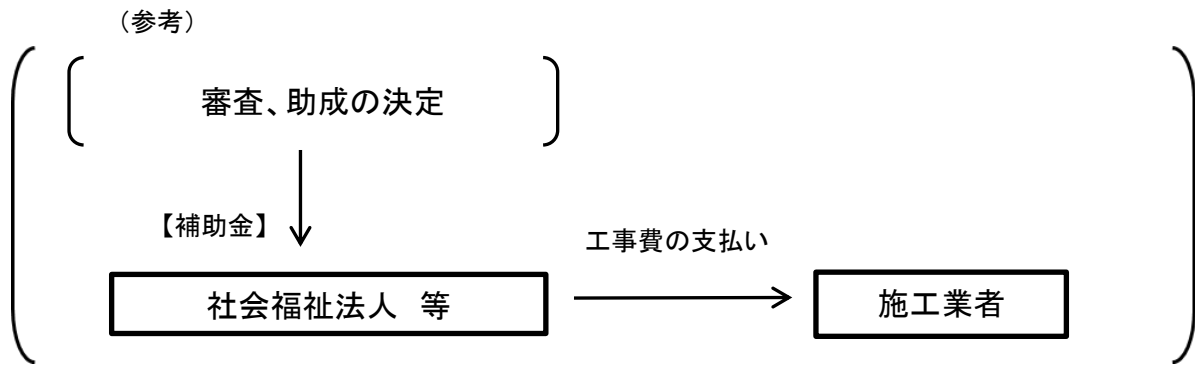 (参考)
審査、助成の決定
【補助金】
工事費の支払い
社会福祉法人 等
施工業者